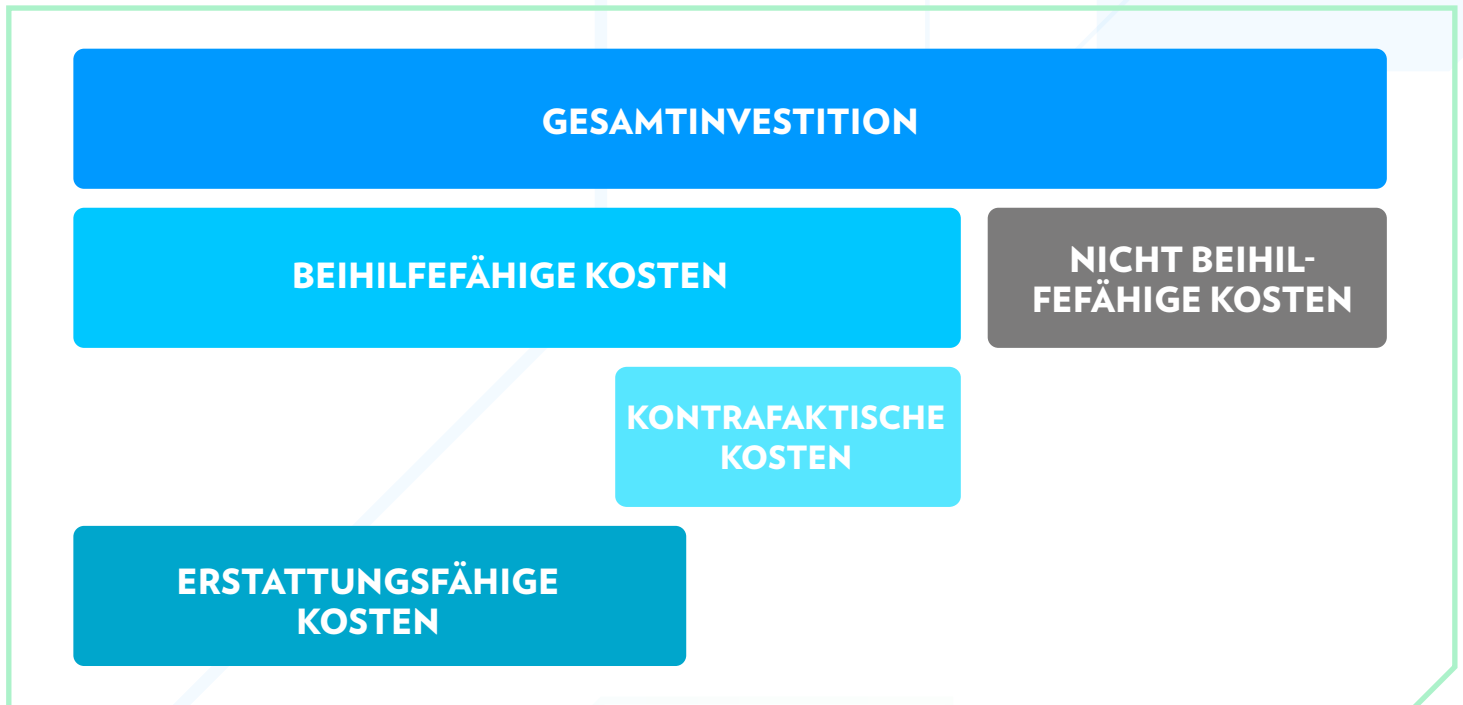 GESAMTINVESTITION
BEIHILFEFÄHIGE KOSTEN
NICHT BEIHIL-
FEFÄHIGE KOSTEN
KONTRAFAKTISCHE
KOSTEN
ERSTATTUNGSFÄHIGE
KOSTEN